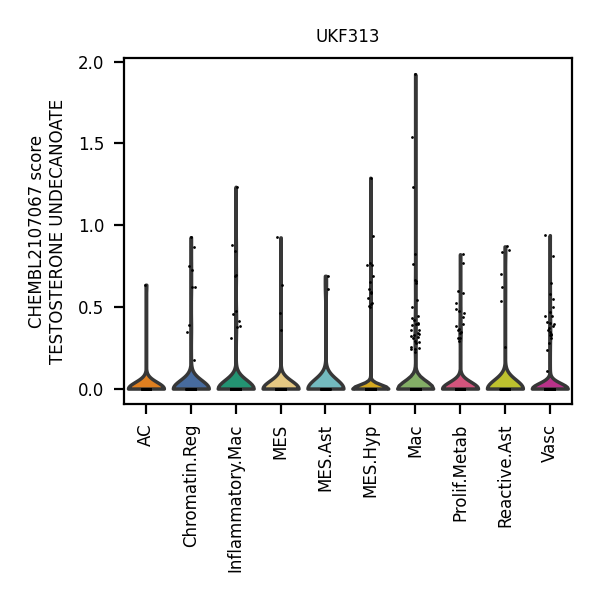 UKF313
CHEMBL2107067 score
TESTOSTERONE UNDECANOATE
2.0
1.5
1.0
0.5
0.0
AC
Chromatin.Reg
Inflammatory.Mac
MES
MES.Ast
MES.Hyp
Mac
Prolif.Metab
Reactive.Ast
Vasc